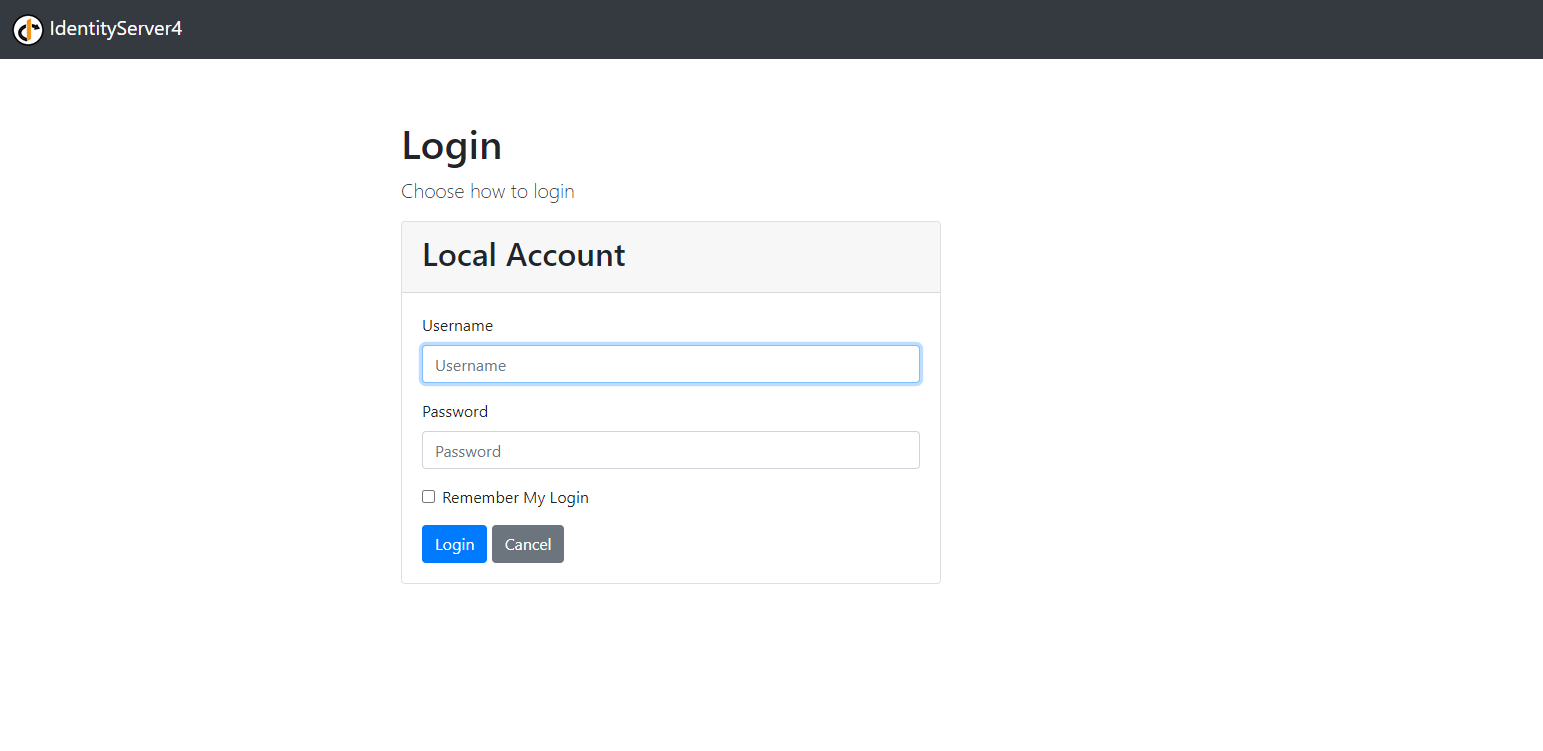 IdentityServer4
Login
Choose how to login
Local Account
Username
Username
Password
Password
Remember My Login
Login Cancel